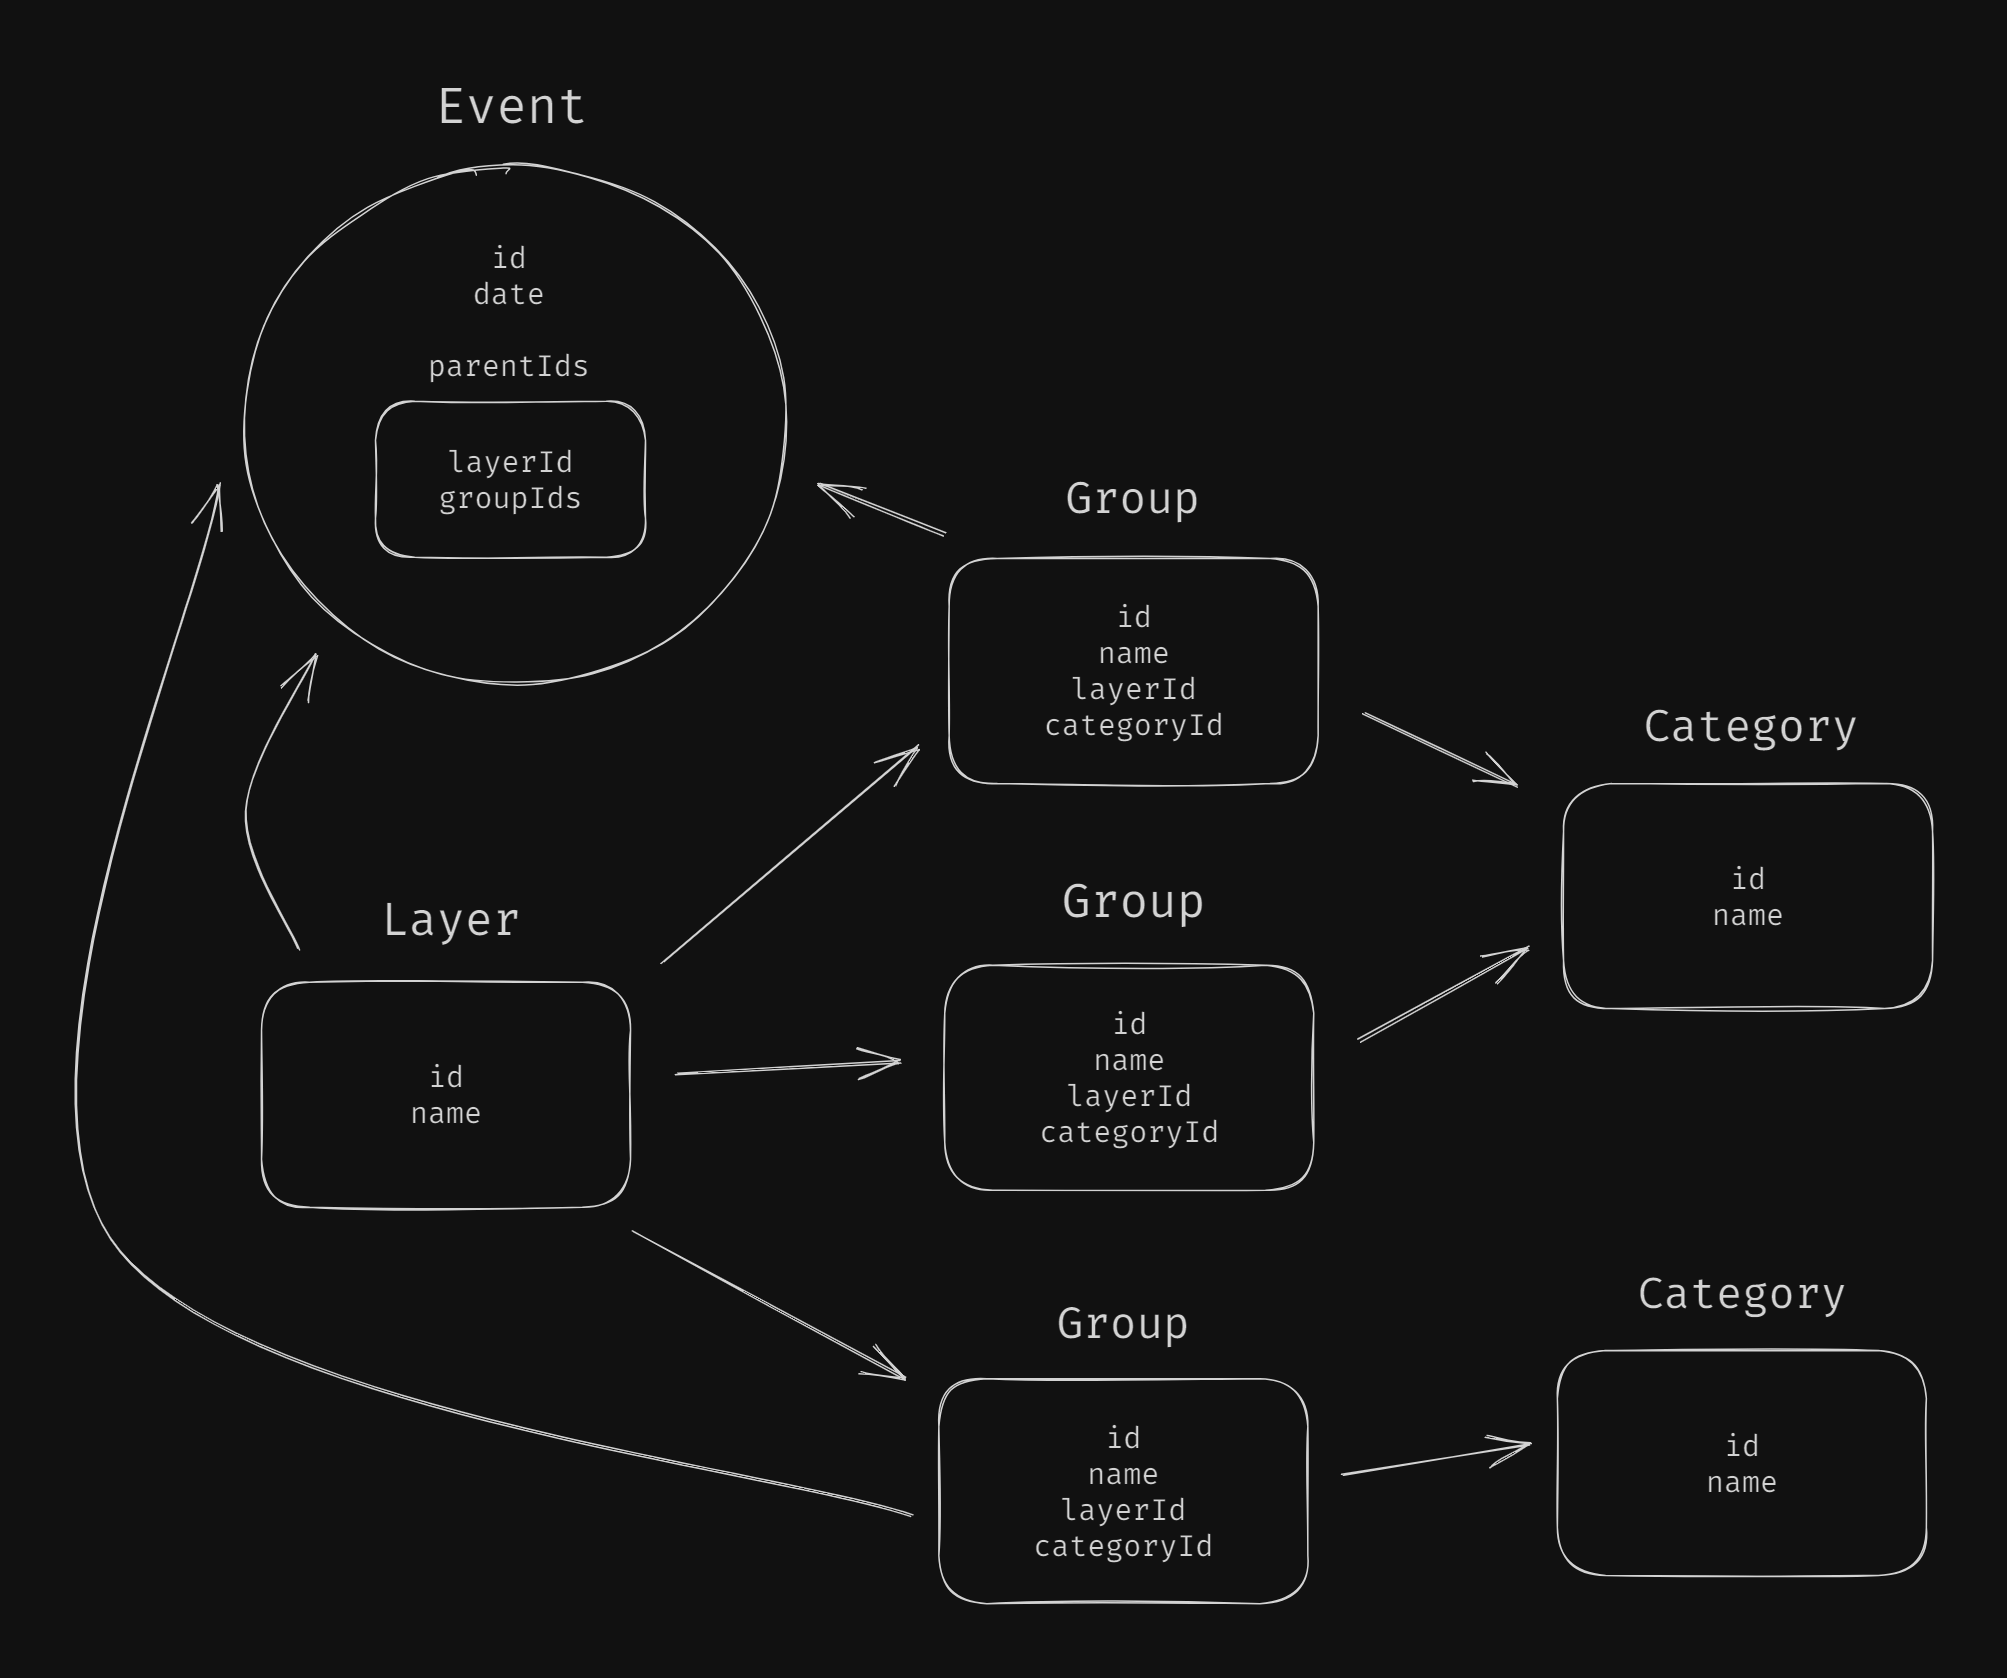 Event
id
date
parentIds
layerId
groupIds
Group
id
name
layerId
categoryId
Category
id
name
Layer
id
name
Group
id
name
layerId
categoryId
Group
id
name
layerId
categoryId
Category
id
name